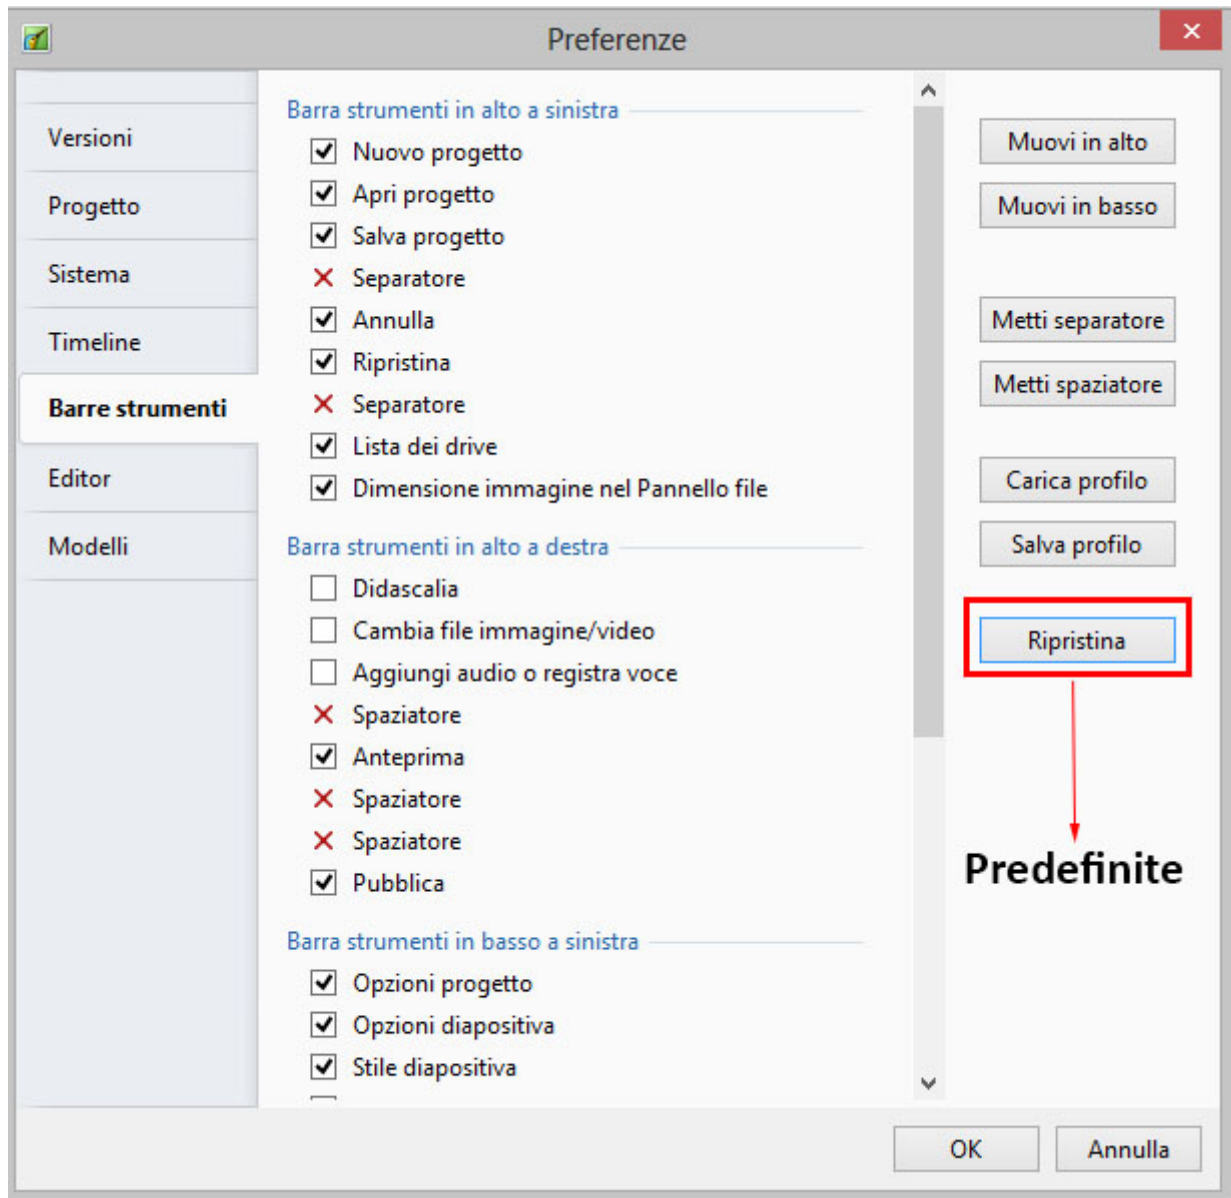 Preferenze
Versioni
Progetto
Sistema
Timeline
Barre strumenti
Editor
Modelli
Barra strumenti in alto a sinistra
Nuovo progetto
Apri progetto
Salva progetto
Separatore
Annulla
Ripristina
Separatore
Lista dei drive
Dimensione immagine nel Pannello file
Barra strumenti in alto a destra
Didascalia
Cambia file immagine/video
Aggiungi audio o registra voce
Spaziatore
Anteprima
Spaziatore
Spaziatore
Pubblica
Barra strumenti in basso a sinistra
Opzioni progetto
Opzioni diapositiva
Stile diapositiva
Muovi in alto
Muovi in basso
Metti separatore
Metti spaziatore
Carica profilo
Salva profilo
Ripristina
Predefinite
OK
Annulla